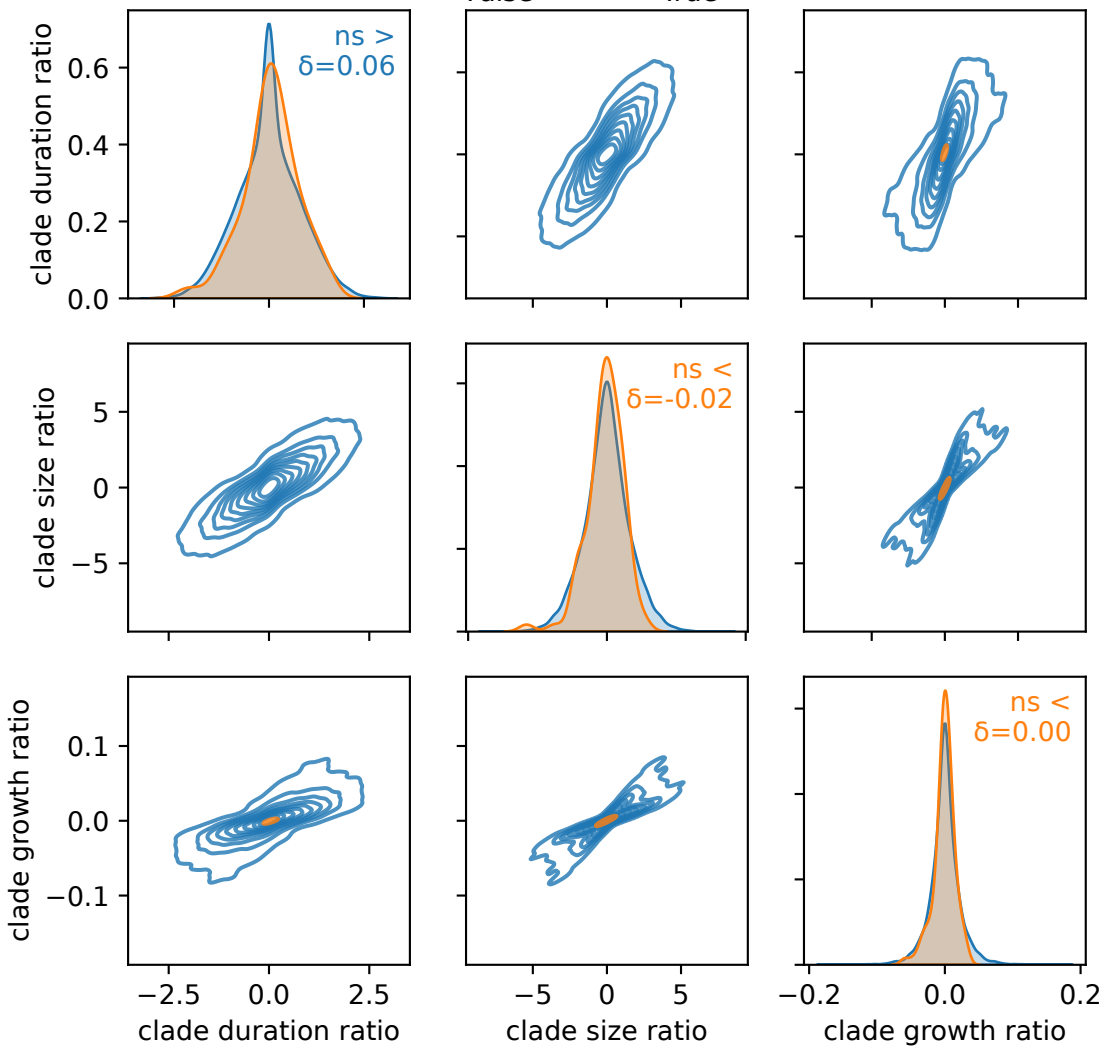 clade duration ratio
0.6
0.4
0.2
0.0
ns >
δ=0.06
clade size ratio
5
0
−5
ns <
δ=-0.02
clade growth ratio
0.1
0.0
−0.1
ns <
δ=0.00
−2.5 0.0 2.5
−5 0 5
−0.2 0.0 0.2
clade duration ratio
clade size ratio
clade growth ratio